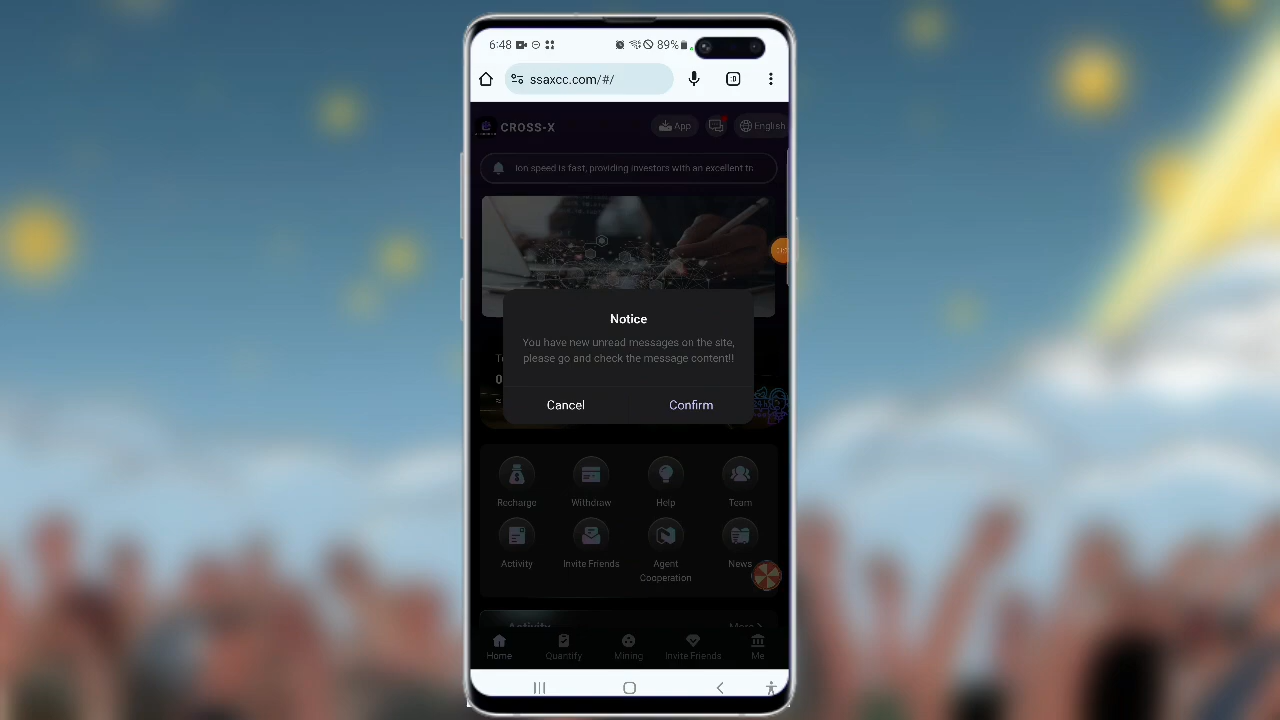 6:48
89%
ssaxcc.com/#/
:D
CROSS-X
App
English
ion speed is fast, providing investors with an excellent tr
Notice
You have new unread messages on the site,
please go and check the message content!!
Cancel
Confirm
Recharge
Withdraw
Help
Team
Activity
Invite Friends
Agent
Cooperation
News
Activity
More
Home
Quantify
Mining
Invite Friends
Me